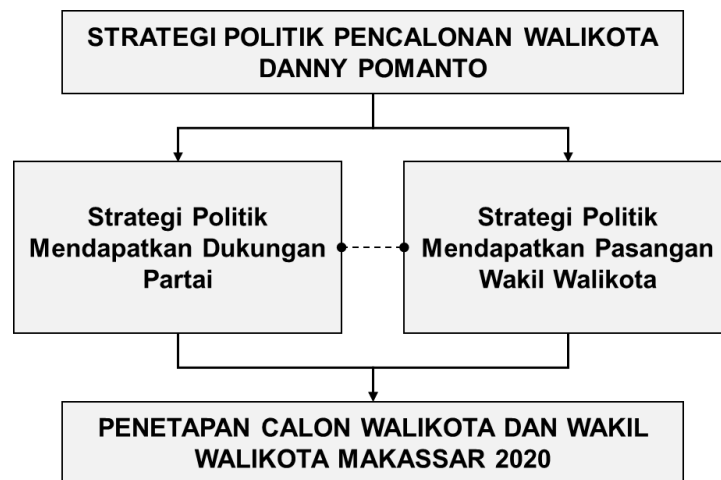 STRATEGI POLITIK PENCALONAN WALIKOTA
DANNY POMANTO
Strategi Politik
Mendapatkan Dukungan
Partai
Strategi Politik
Mendapatkan Pasangan
Wakil Walikota
PENETAPAN CALON WALIKOTA DAN WAKIL
WALIKOTA MAKASSAR 2020